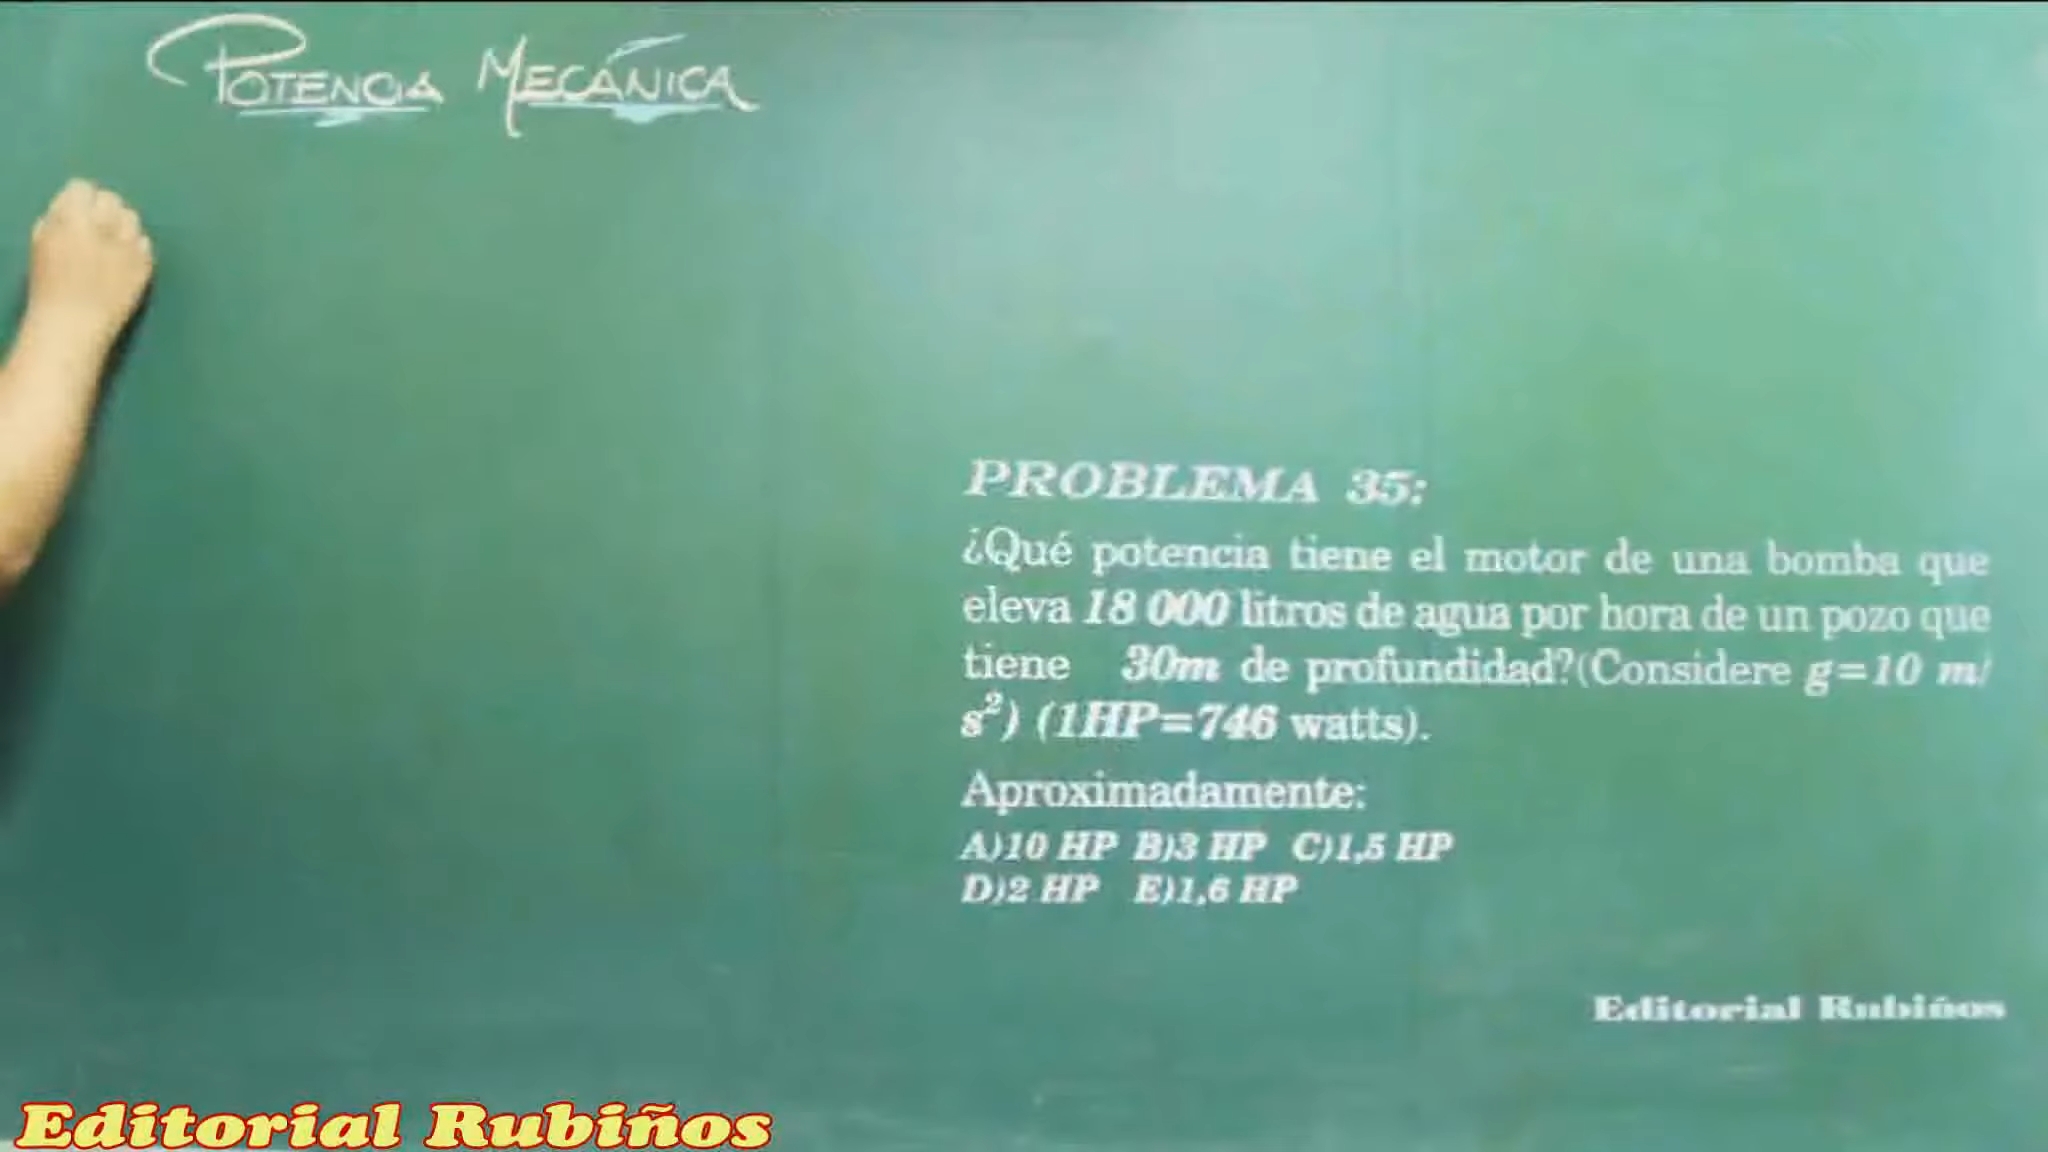 POTENCIA MECÁNICA
PROBLEMA 35:
¿Qué potencia tiene el motor de una bomba que
eleva 18 000 litros de agua por hora de un pozo que
tiene 30m de profundidad?(Considere g=10 m/
s²) (1HP=746 watts).
Aproximadamente:
A)10 HP B)3 HP C)1,5 HP
D)2 HP E)1,6 HP
Editorial Rubiños
Editorial Rubiños